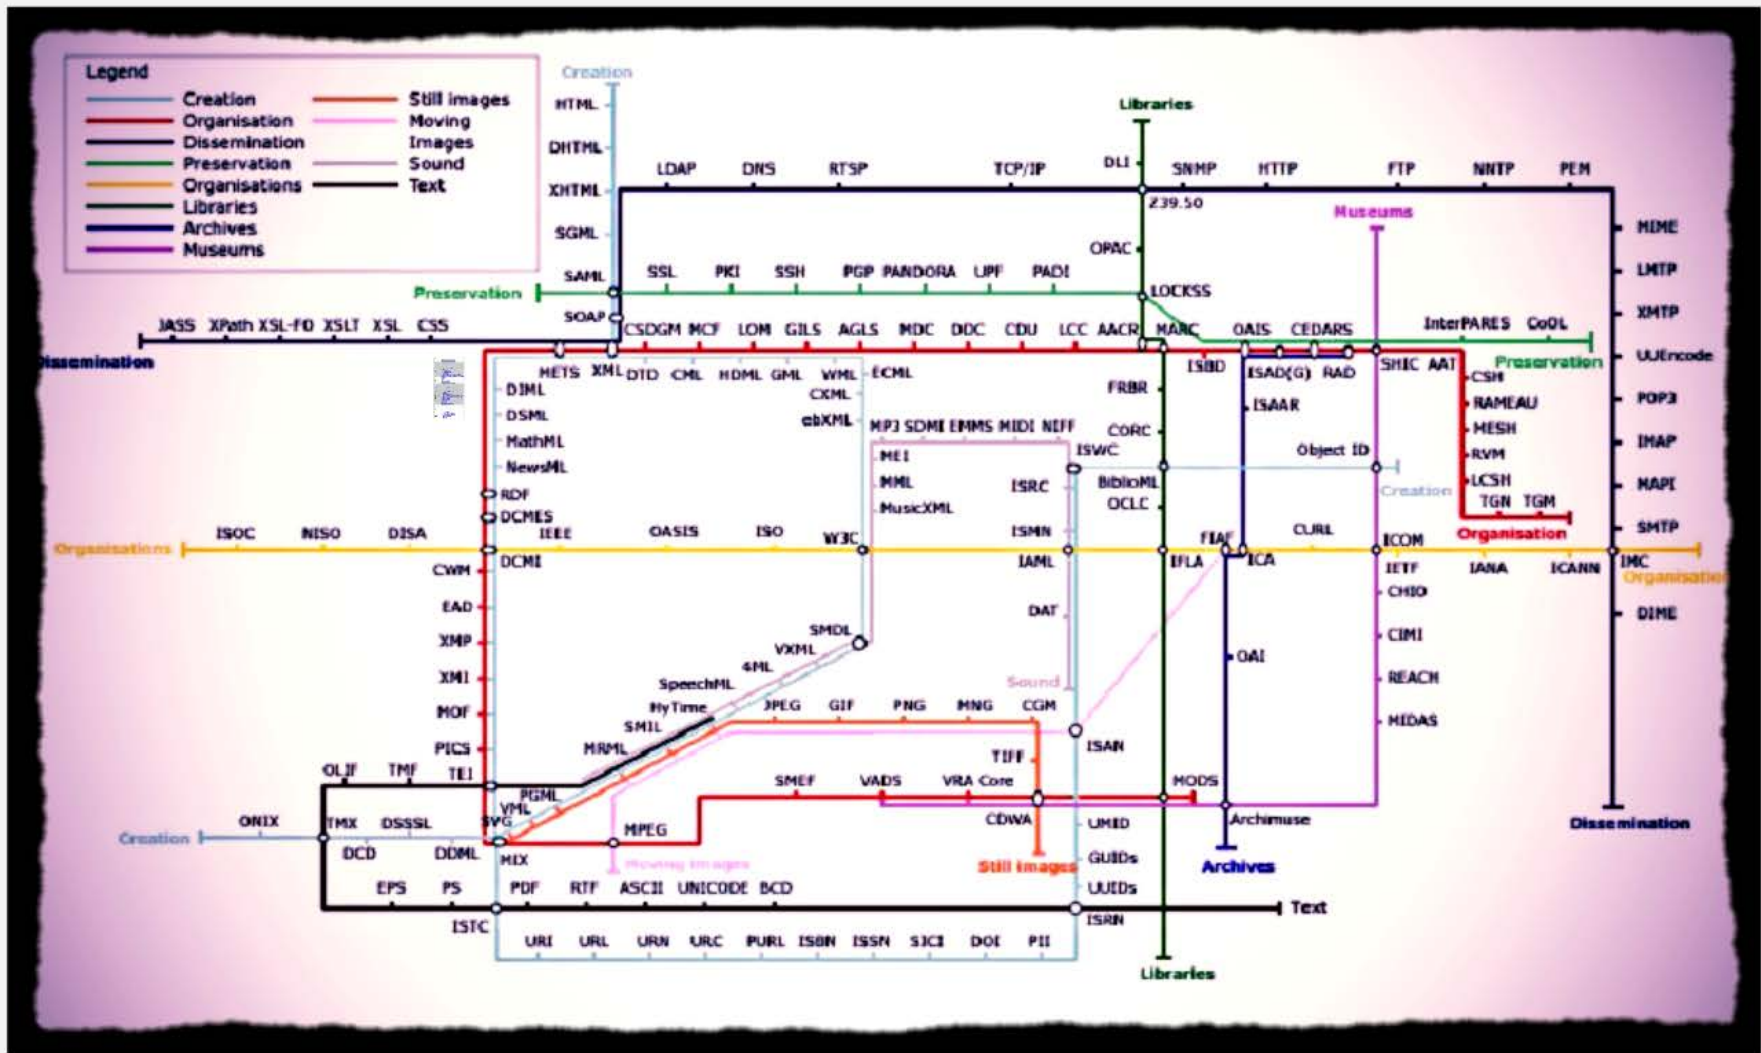 Legend
Creation
Organisation
Dissemination
Preservation
Organisations
Libraries
Archives
Museums
Still images
Moving
Images
Sound
Text
Creation
HTML
DHTML
XHTML
SGML
SAML
SOAP
Libraries
DLI
LDAP DNS RTSP TCP/IP SNMP HTTP FTP NNTP PEM
Z39.50
Museums
OPAC
MIME
LMTP
XMTP
UUEncode
POP3
IMAP
MAPI
SMTP
IMC
DIME
Dissemination
Preservation
SSL PKI SSH PGP PANDORA UPF PADI
LOCKSS
InterPARES CoOL
Preservation
JASS XPath XSL-FO XSLT XSL CSS
Dissemination
CSDGM MCF LOM GILS AGLS MDC DDC CDU LCC AACR MARC OAIS CEDARS
METS XML DTD CML HDML GML WML ECML
ISBD ISAD(G) RAD SHIC AAT
CXML
ebXML
DIML
DSML
MathML
NewsML
RDF
DCMES
DCMI
FRBR
CORC
BiblioML
OCLC
ISAAR
Object ID
Creation
CSH
RAMEAU
MESH
RVM
LCSH
TGN TGM
Organisation
MP3 SDMI EMMS MIDI NIFF
ISWC
MEI
MML
MusicXML
ISRC
ISMN
IAML
DAT
Sound
Organisations
ISOC NISO DISA IEEE OASIS ISO W3C
FIAF CURL ICOM
IFLA ICA IETF IANA ICANN
Organisation
CWM
EAD
XMP
XMI
MOF
PICS
TEI
CHIO
CIMI
REACH
MIDAS
OAI
SMDL
VXML
4ML
SpeechML
HyTime
SMIL
MRML
PGML
VML
SVG
JPEG GIF PNG MNG CGM
TIFF
ISAN
OLIF TMF
SMEF VADS VRA Core MODS
CDWA
Archimuse
Archives
Creation
ONIX TMX DSSSL
DCD DDML
MIX
MPEG
Moving images
Still images
UMID
GUIDs
UUIDs
ISRN
EPS PS PDF RTF ASCII UNICODE BCD
Text
ISTC
URI URL URN URC PURL ISBN ISSN SICI DOI PII
Libraries